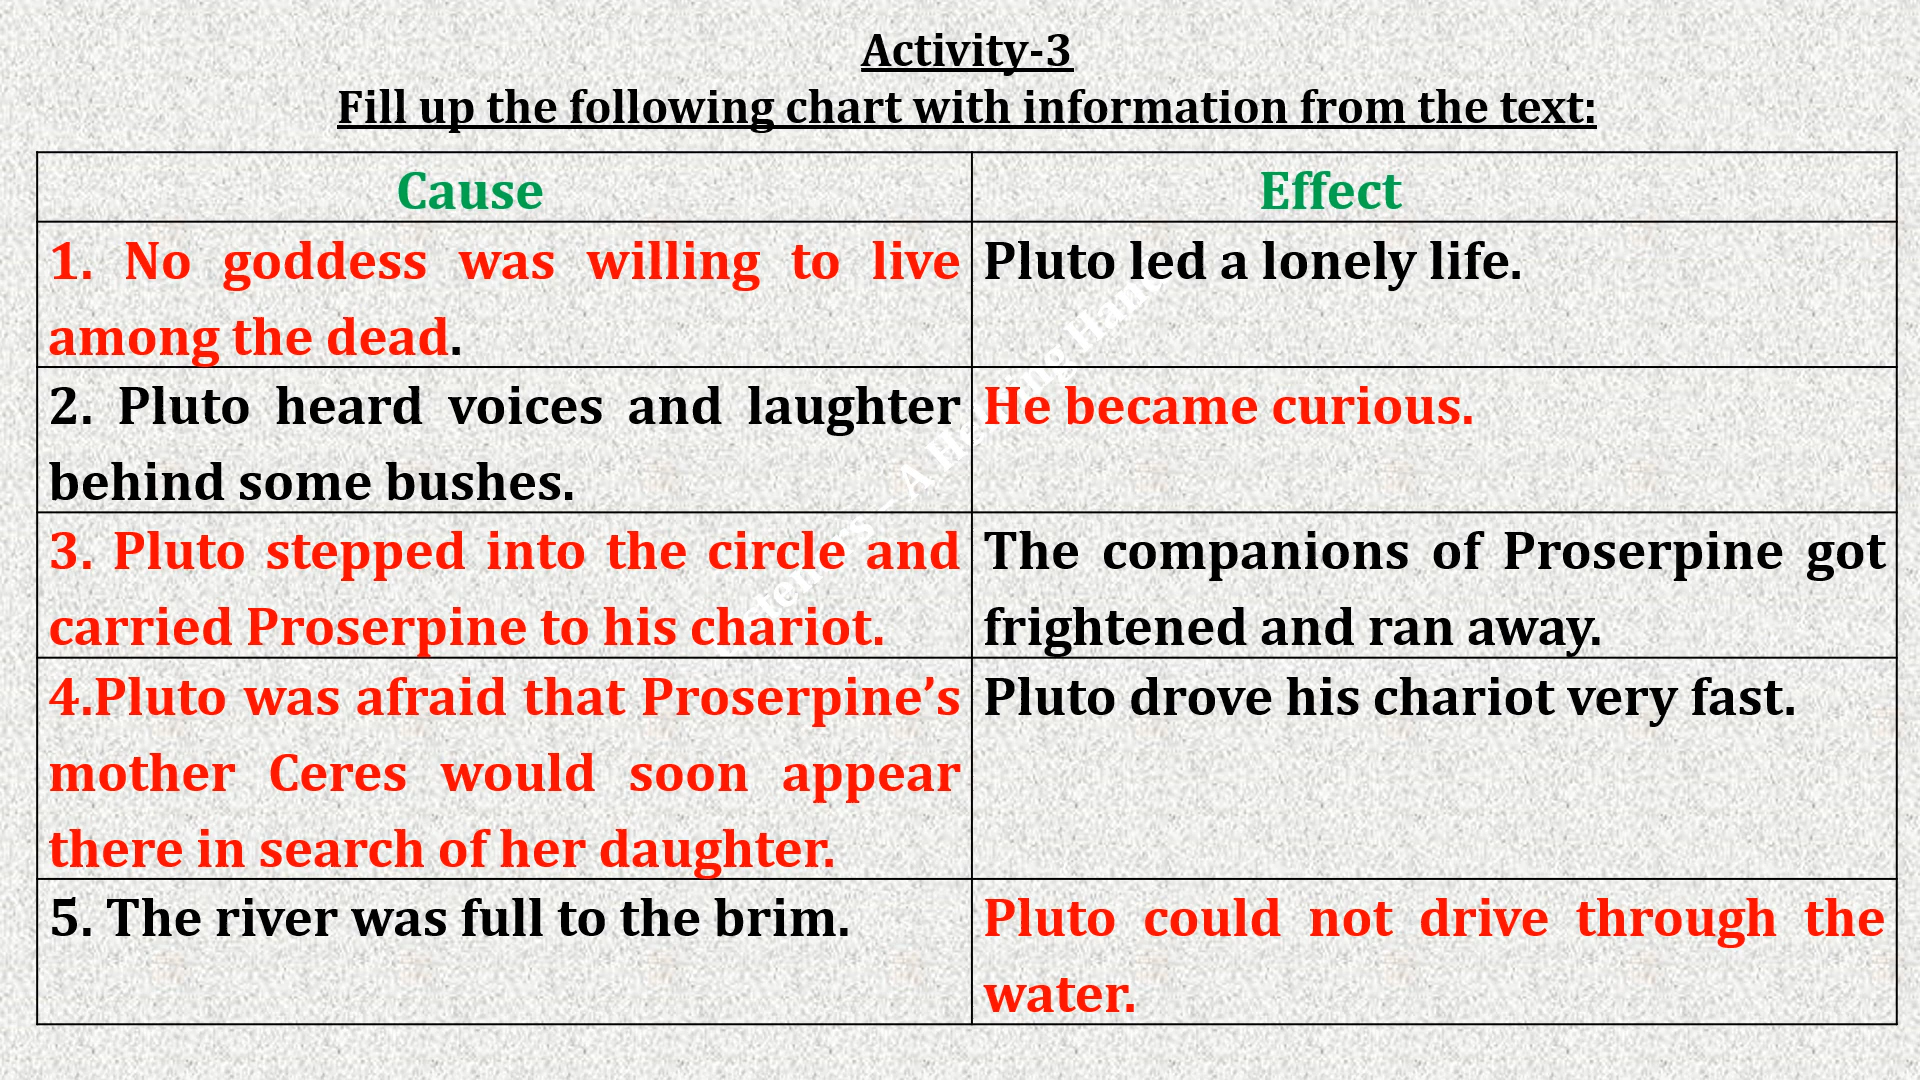 Activity-3
Fill up the following chart with information from the text:
Cause
Effect
1. No goddess was willing to live
among the dead.
Pluto led a lonely life.
2. Pluto heard voices and laughter
behind some bushes.
He became curious.
3. Pluto stepped into the circle and
carried Proserpine to his chariot.
The companions of Proserpine got
frightened and ran away.
4.Pluto was afraid that Proserpine’s
mother Ceres would soon appear
there in search of her daughter.
Pluto drove his chariot very fast.
5. The river was full to the brim.
Pluto could not drive through the
water.